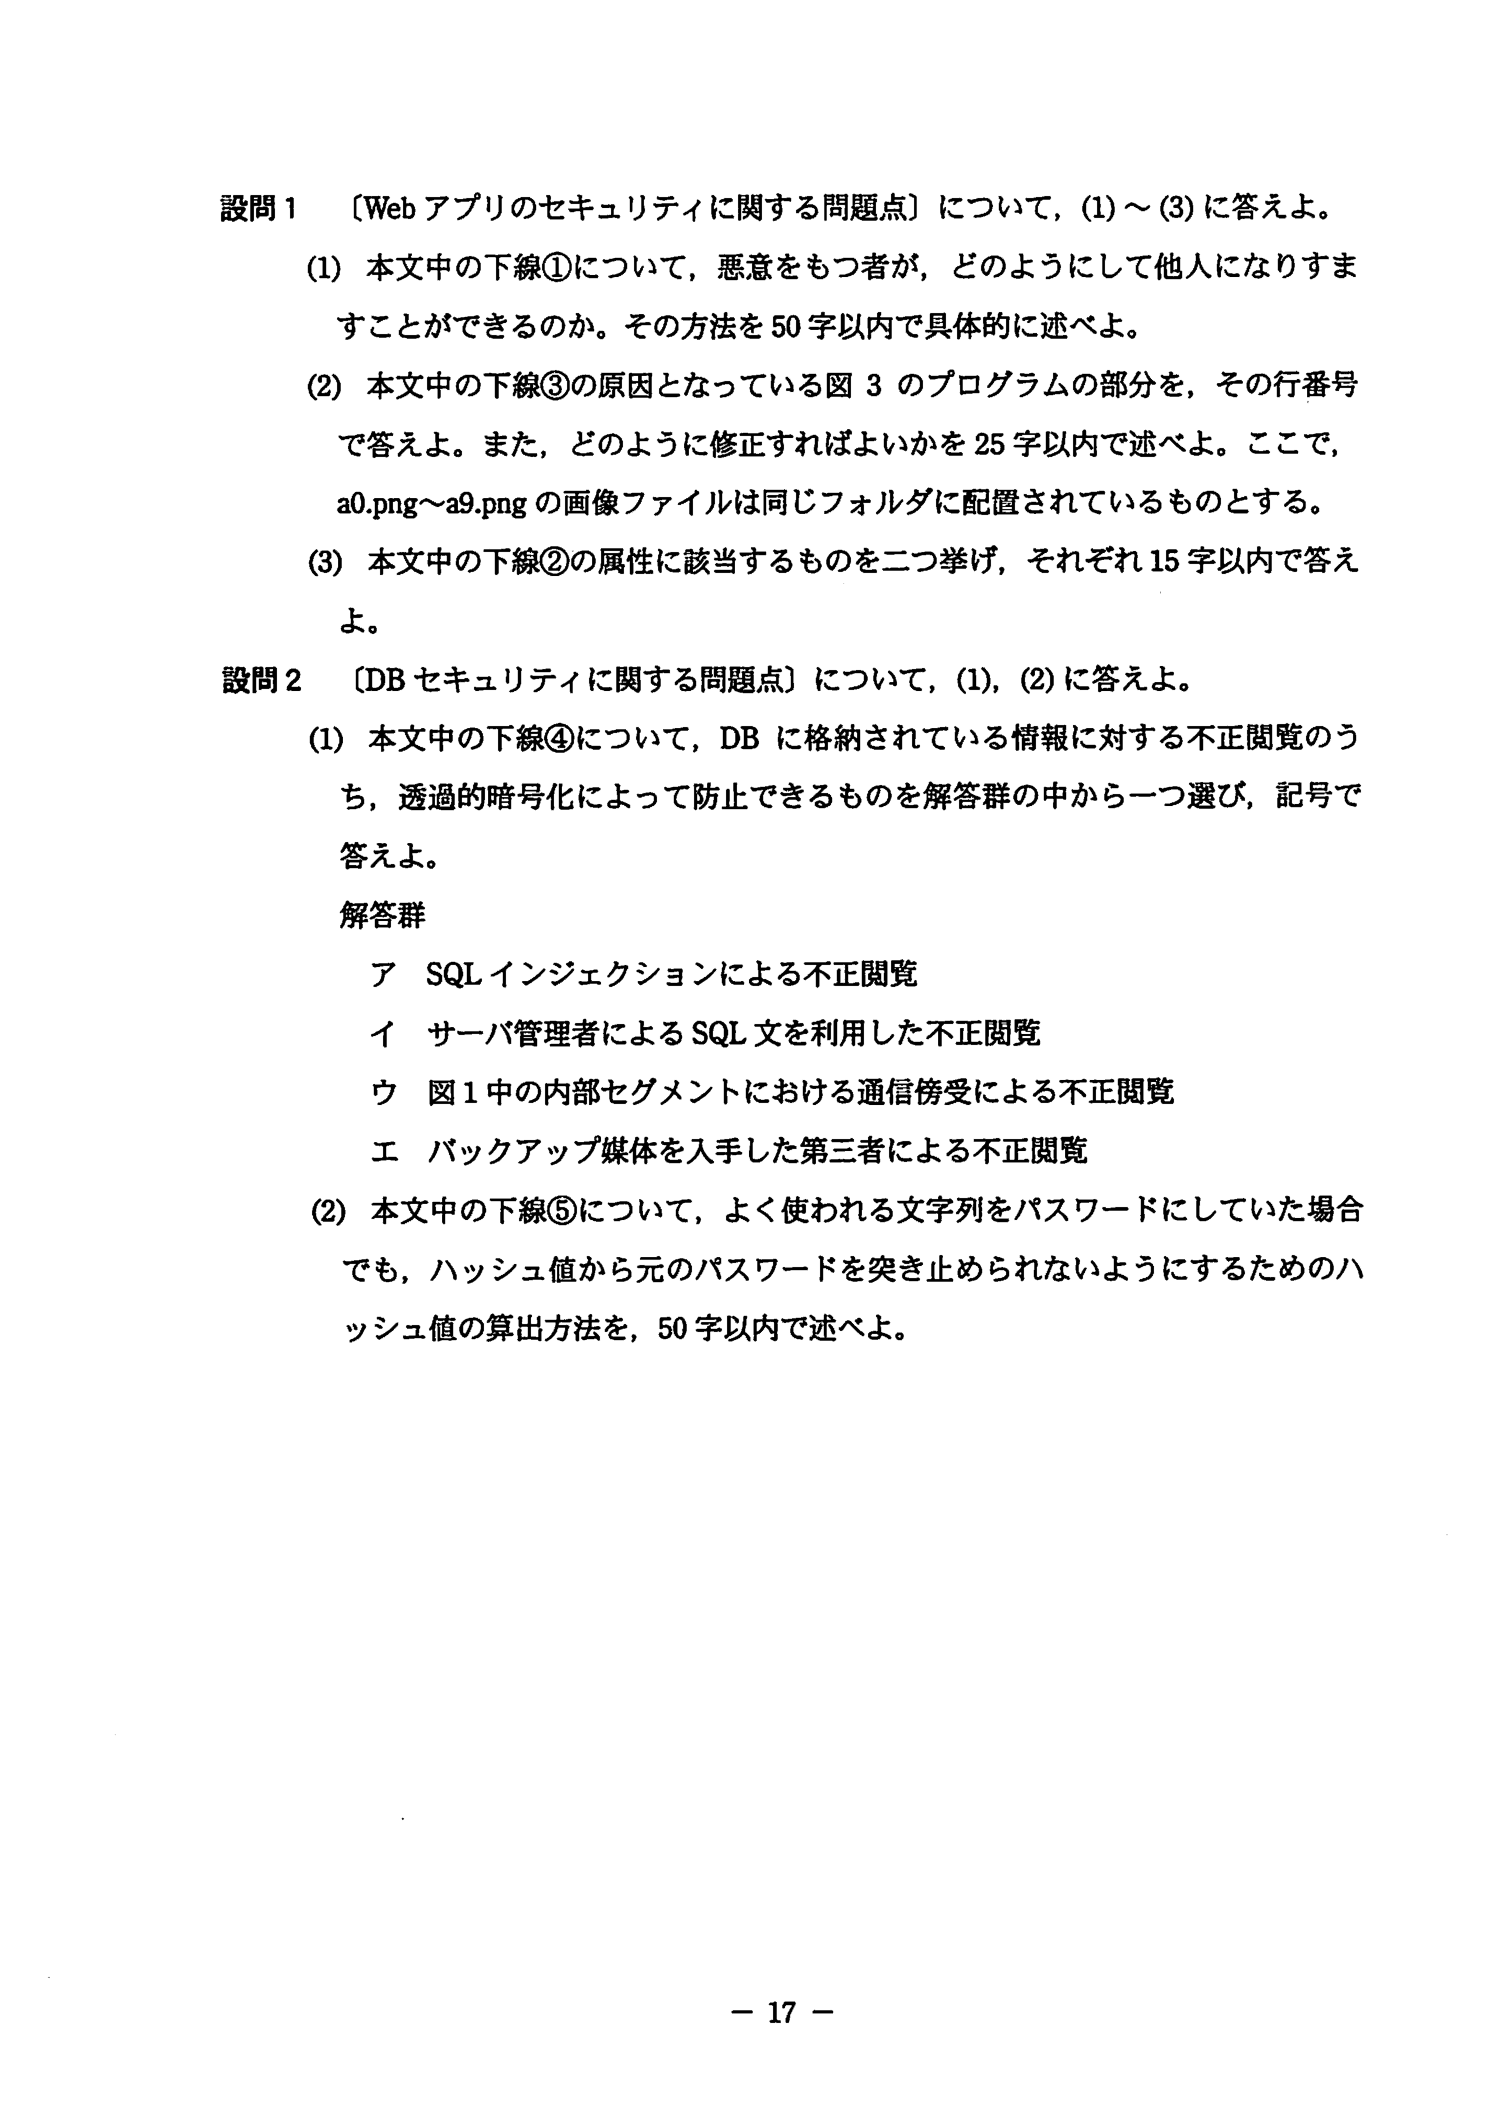 設問1 〔Web アプリのセキュリティに関する問題点〕について，(1)～(3)に答えよ。
(1) 本文中の下線①について，悪意をもつ者が，どのようにして他人になりすま
すことができるのか。その方法を50字以内で具体的に述べよ。
(2) 本文中の下線③の原因となっている図 3 のプログラムの部分を，その行番号
で答えよ。また，どのように修正すればよいかを25字以内で述べよ。ここで，
a0.png～a9.pngの画像ファイルは同じフォルダに配置されているものとする。
(3) 本文中の下線②の属性に該当するものを二つ挙げ，それぞれ15字以内で答え
よ。
設問2 〔DB セキュリティに関する問題点〕について，(1)，(2)に答えよ。
(1) 本文中の下線④について，DB に格納されている情報に対する不正閲覧のう
ち，透過的暗号化によって防止できるものを解答群の中から一つ選び，記号で
答えよ。
解答群
ア SQLインジェクションによる不正閲覧
イ サーバ管理者によるSQL文を利用した不正閲覧
ウ 図1中の内部セグメントにおける通信傍受による不正閲覧
エ バックアップ媒体を入手した第三者による不正閲覧
(2) 本文中の下線⑤について，よく使われる文字列をパスワードにしていた場合
でも，ハッシュ値から元のパスワードを突き止められないようにするためのハ
ッシュ値の算出方法を，50字以内で述べよ。
－ 17 －